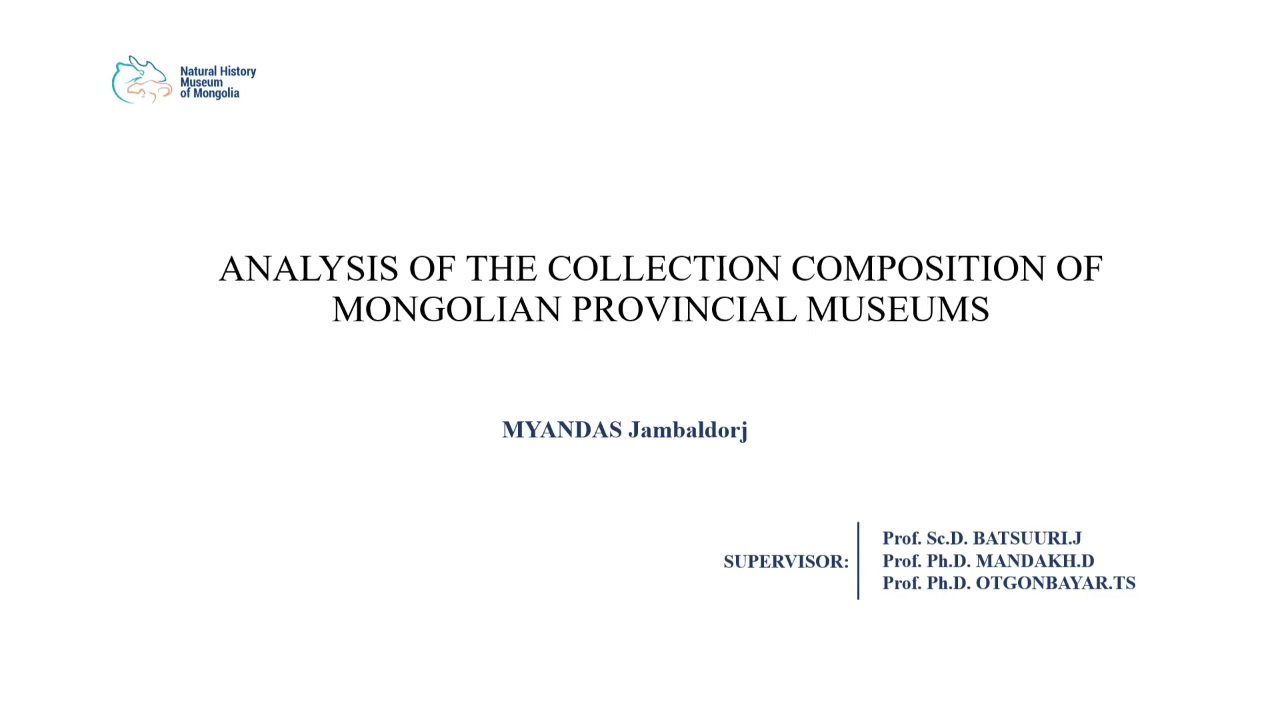 Natural History
Museum
of Mongolia
ANALYSIS OF THE COLLECTION COMPOSITION OF
MONGOLIAN PROVINCIAL MUSEUMS
MYANDAS Jambaldorj
SUPERVISOR:
Prof. Sc.D. BATSUURI.J
Prof. Ph.D. MANDAKH.D
Prof. Ph.D. OTGONBAYAR.TS